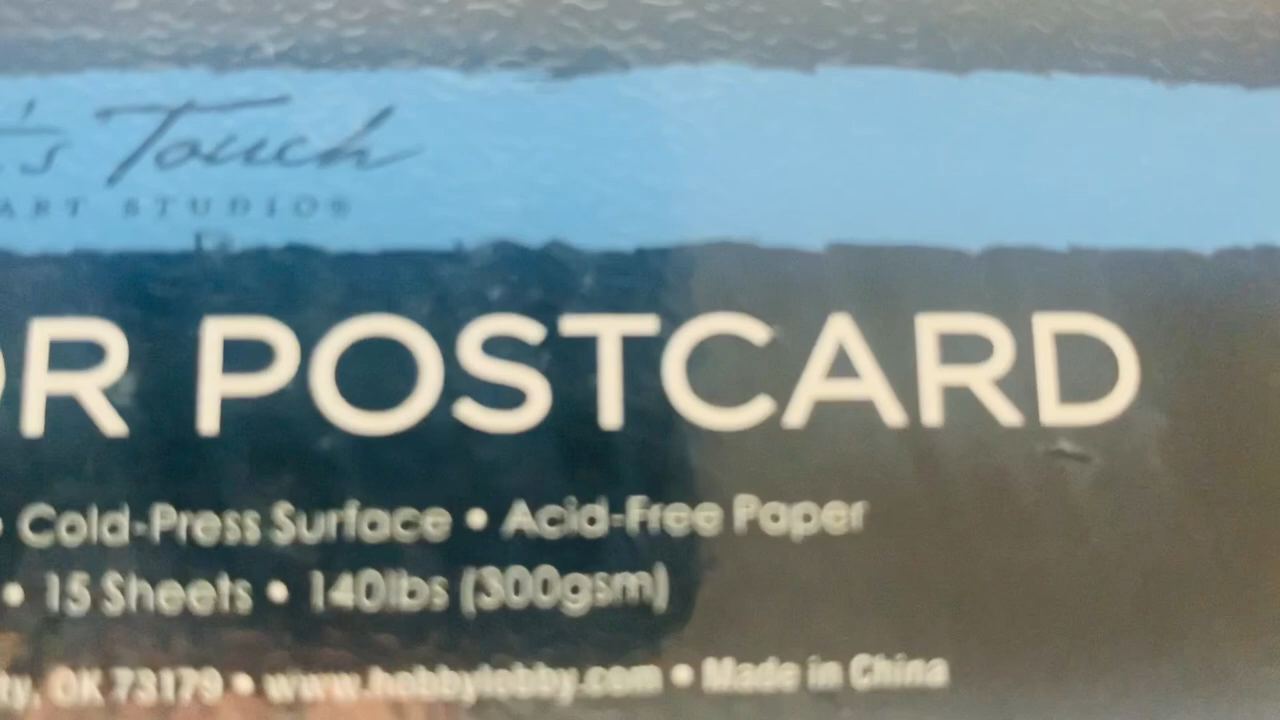 t's Touch
ART STUDIOS
OR POSTCARD
• Cold-Press Surface • Acid-Free Paper
• 15 Sheets • 140lbs (300gsm)
ty, OK 73179 • www.hobbylobby.com • Made in China